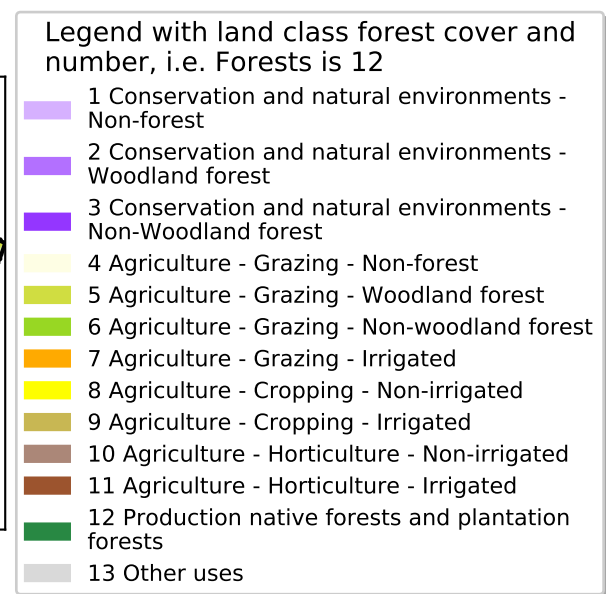 Legend with land class forest cover and
number, i.e. Forests is 12
1 Conservation and natural environments -
Non-forest
2 Conservation and natural environments -
Woodland forest
3 Conservation and natural environments -
Non-Woodland forest
4 Agriculture - Grazing - Non-forest
5 Agriculture - Grazing - Woodland forest
6 Agriculture - Grazing - Non-woodland forest
7 Agriculture - Grazing - Irrigated
8 Agriculture - Cropping - Non-irrigated
9 Agriculture - Cropping - Irrigated
10 Agriculture - Horticulture - Non-irrigated
11 Agriculture - Horticulture - Irrigated
12 Production native forests and plantation
forests
13 Other uses